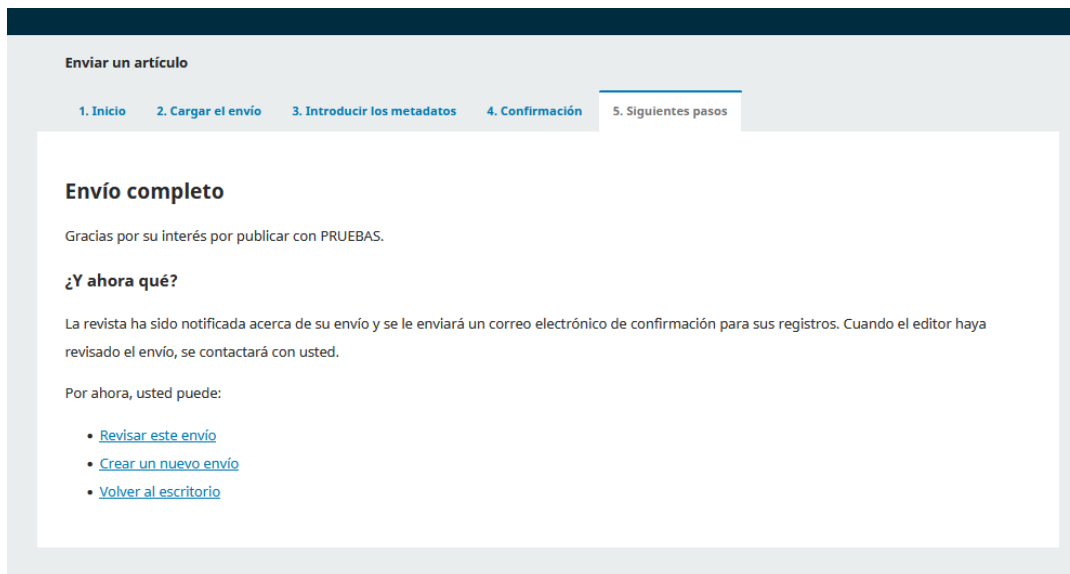 Enviar un artículo
1. Inicio 2. Cargar el envío 3. Introducir los metadatos 4. Confirmación 5. Siguientes pasos
Envío completo
Gracias por su interés por publicar con PRUEBAS.
¿Y ahora qué?
La revista ha sido notificada acerca de su envío y se le enviará un correo electrónico de confirmación para sus registros. Cuando el editor haya
revisado el envío, se contactará con usted.
Por ahora, usted puede:
• Revisar este envío
• Crear un nuevo envío
• Volver al escritorio